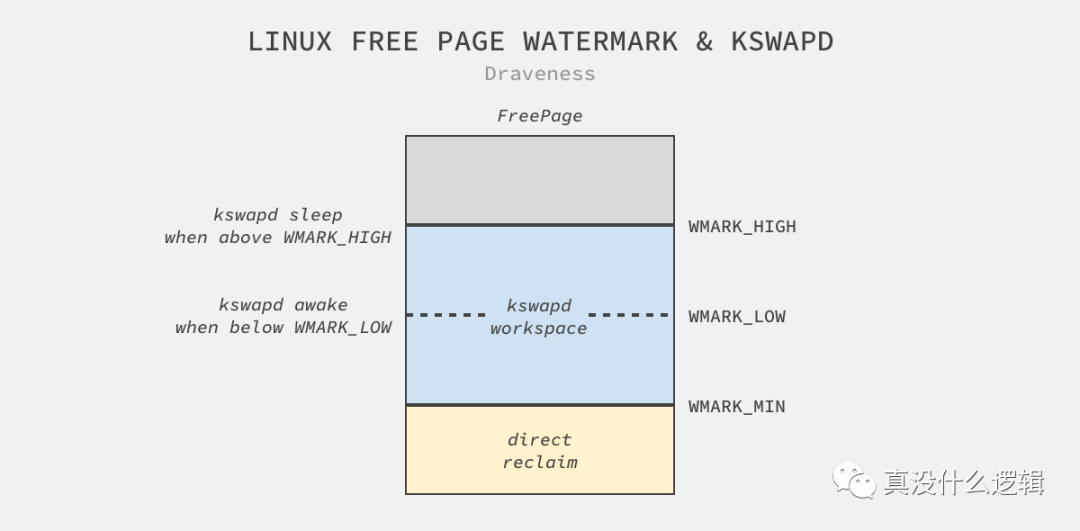 LINUX FREE PAGE WATERMARK & KSWAPD
Draveness
FreePage
kswapd sleep
when above WMARK_HIGH
WMARK_HIGH
kswapd awake
when below WMARK_LOW
kswapd
workspace
WMARK_LOW
WMARK_MIN
direct
reclaim
真没什么逻辑